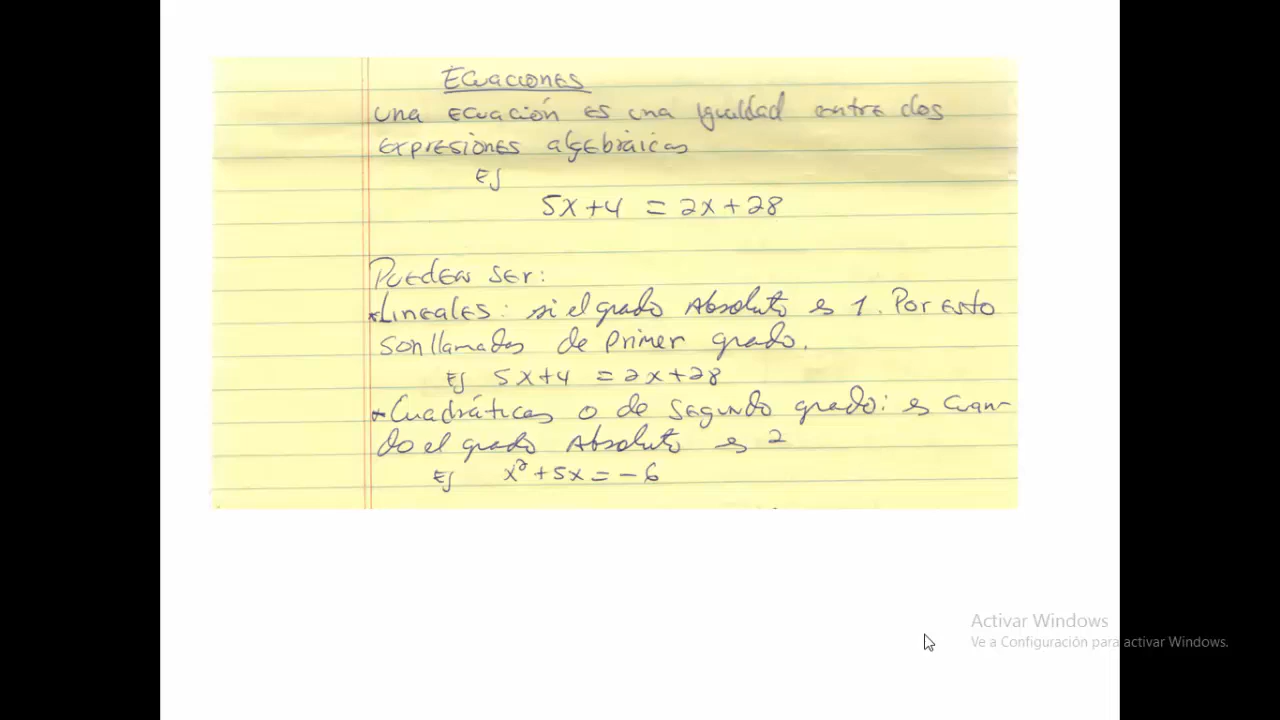 Ecuaciones
una ecuación es una igualdad entre dos
expresiones algebráicas
Ej
5x+4 = 2x+28
Pueden ser:
*Lineales: si el grado Absoluto es 1. Por esto
son llamadas de primer grado.
Ej 5x+4 = 2x+28
*Cuadráticas o de segundo grado: es cuan-
do el grado Absoluto es 2
Ej x²+5x=-6
Activar Windows
Ve a Configuración para activar Windows.